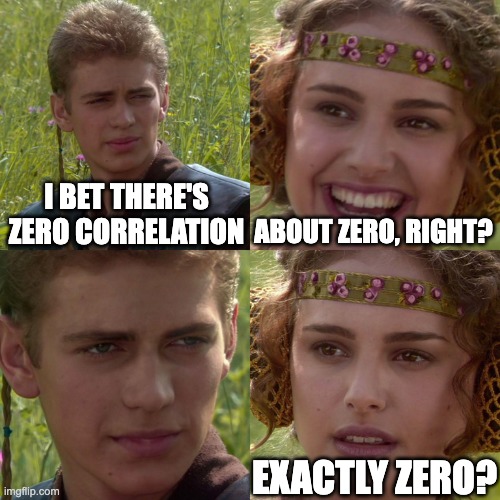 I BET THERE'S
ZERO CORRELATION
ABOUT ZERO, RIGHT?
EXACTLY ZERO?
imgflip.com